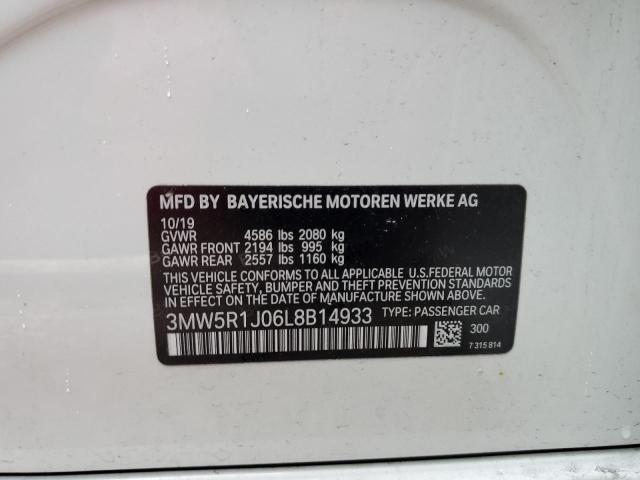 MFD BY BAYERISCHE MOTOREN WERKE AG
10/19
GVWR 4586 lbs 2080 kg
GAWR FRONT 2194 lbs 995 kg
GAWR REAR 2557 lbs 1160 kg
THIS VEHICLE CONFORMS TO ALL APPLICABLE U.S.FEDERAL MOTOR
VEHICLE SAFETY, BUMPER AND THEFT PREVENTION STANDARDS IN
EFFECT ON THE DATE OF MANUFACTURE SHOWN ABOVE.
3MW5R1J06L8B14933 TYPE: PASSENGER CAR
300
7 315 814